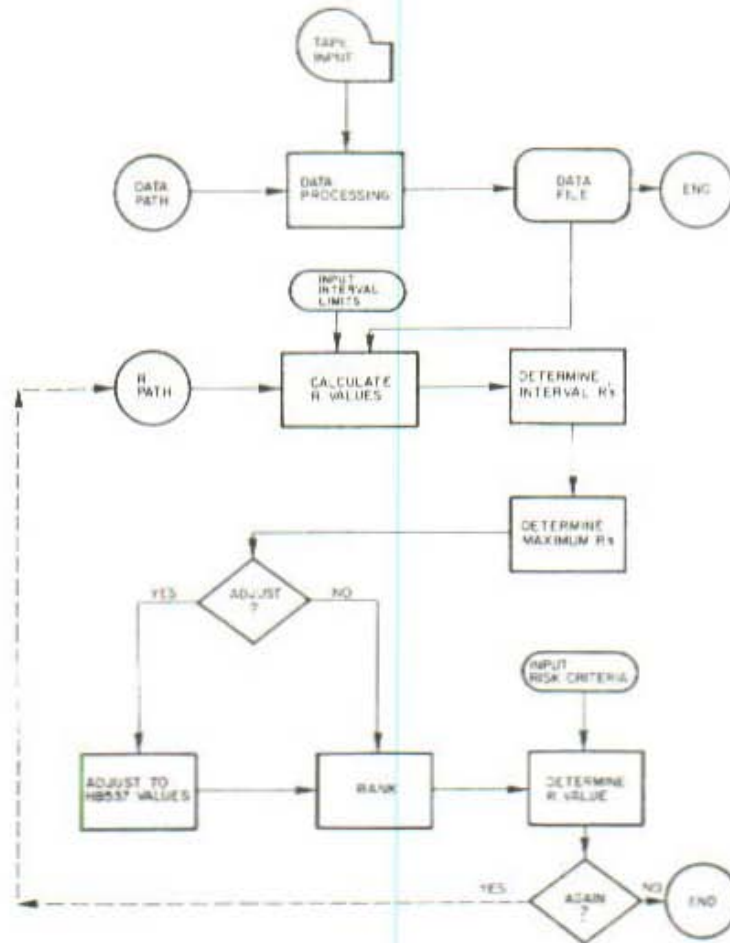 TAPE
INPUT
DATA
PATH
DATA
PROCESSING
DATA
FILE
END
INPUT
INTERVAL
LIMITS
R
PATH
CALCULATE
R VALUES
DETERMINE
INTERVAL R's
DETERMINE
MAXIMUM R's
YES
ADJUST
?
NO
INPUT
RISK CRITERIA
ADJUST TO
HB537 VALUES
RANK
DETERMINE
R VALUE
YES
AGAIN
?
NO
END